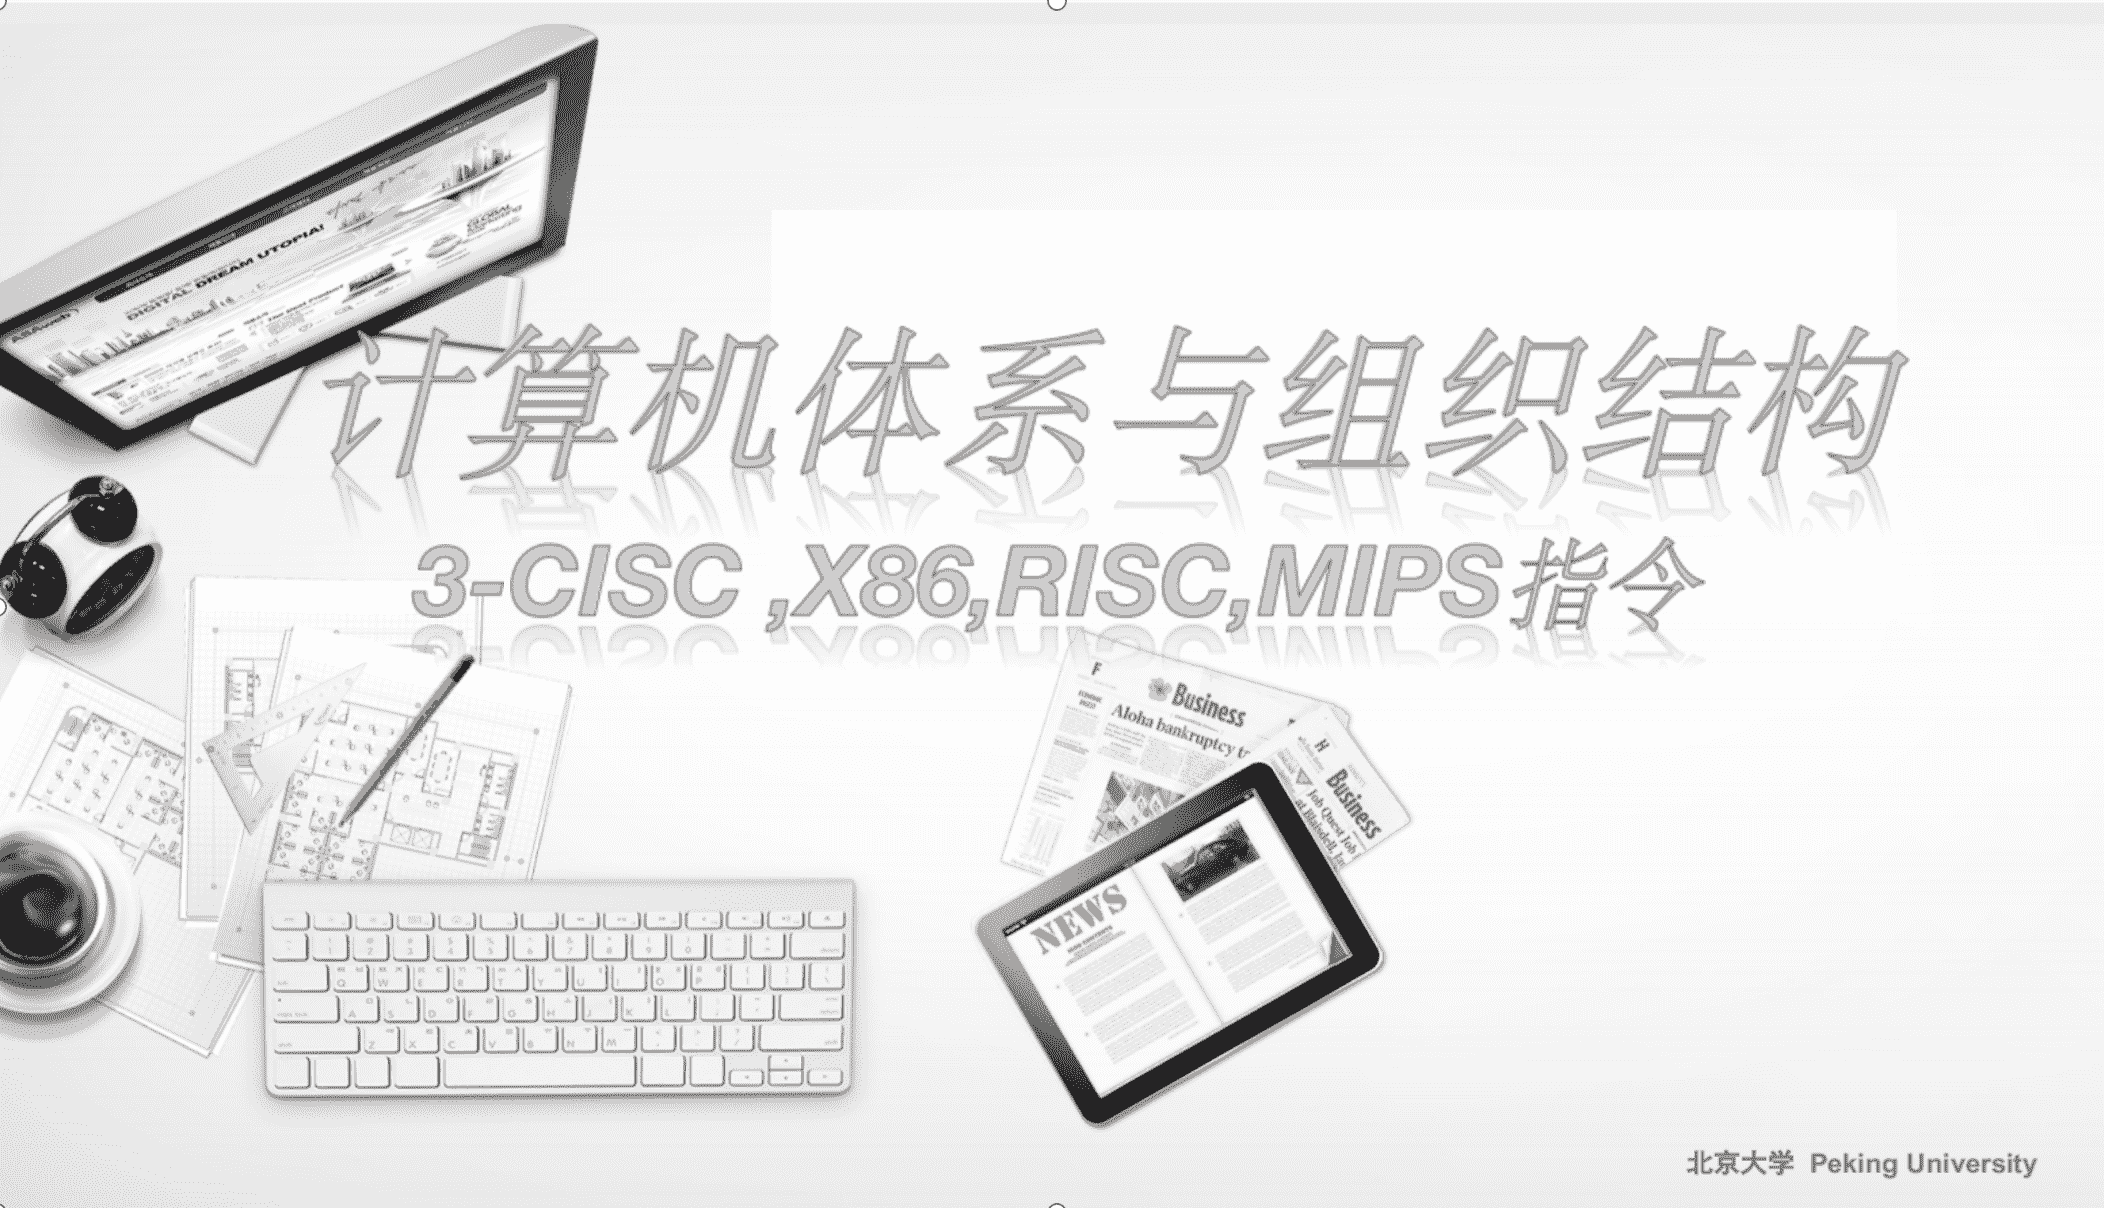 DIGITAL DREAM UTOPIA!
计算机体系与组织结构
3-CISC ,X86,RISC,MIPS指令
Business
Aloha bankruptcy
Business
Job Quest Job
NEWS
北京大学 Peking University